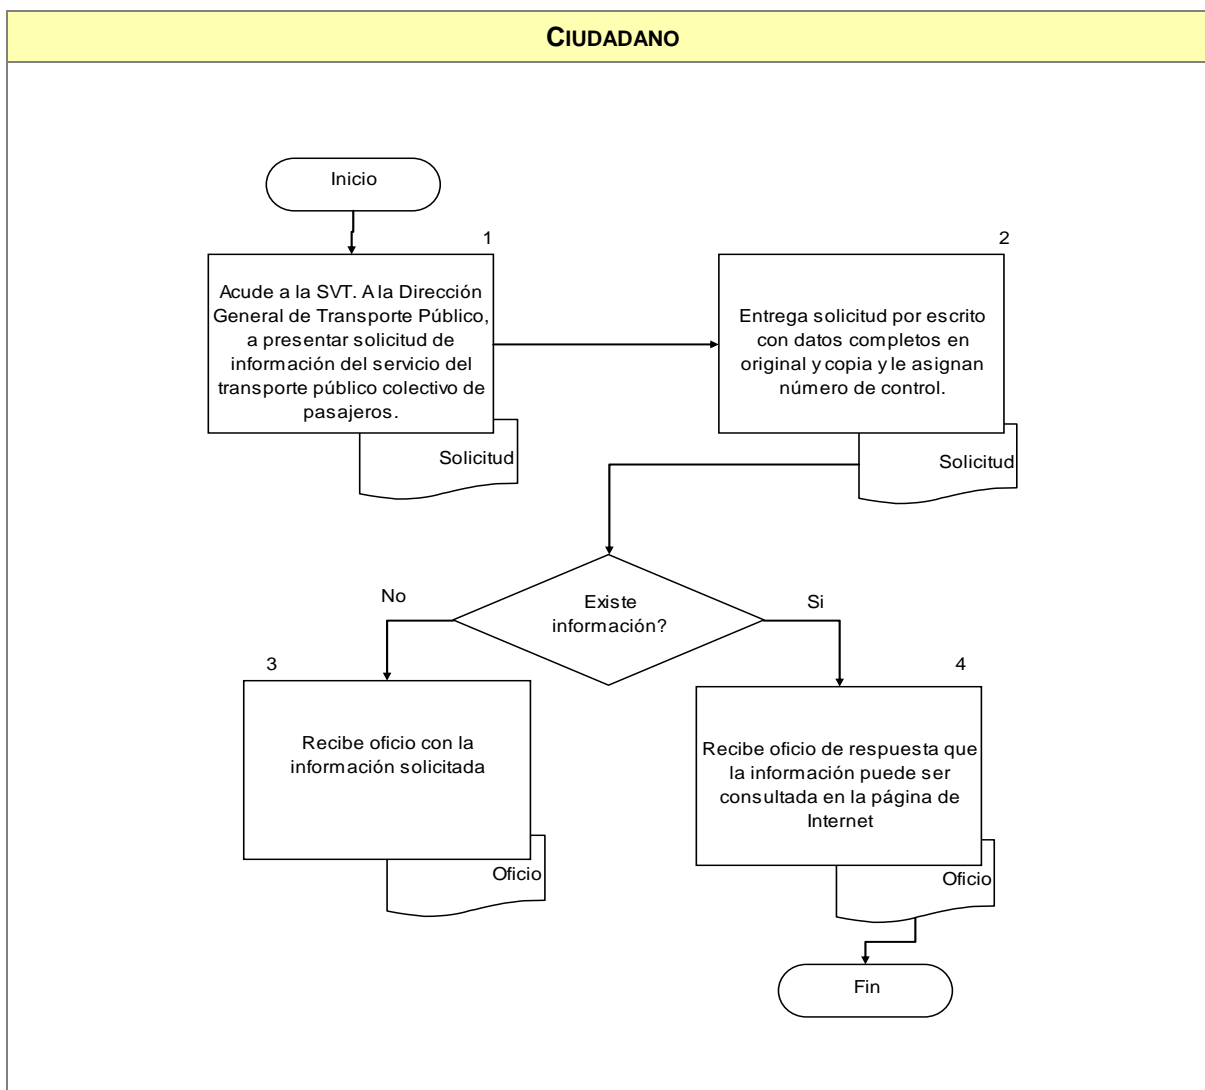 CIUDADANO
Inicio
1
Acude a la SVT. A la Dirección
General de Transporte Público,
a presentar solicitud de
información del servicio del
transporte público colectivo de
pasajeros.
Solicitud
2
Entrega solicitud por escrito
con datos completos en
original y copia y le asignan
número de control.
Solicitud
Existe
información?
No
Si
3
Recibe oficio con la
información solicitada
Oficio
4
Recibe oficio de respuesta que
la información puede ser
consultada en la página de
Internet
Oficio
Fin